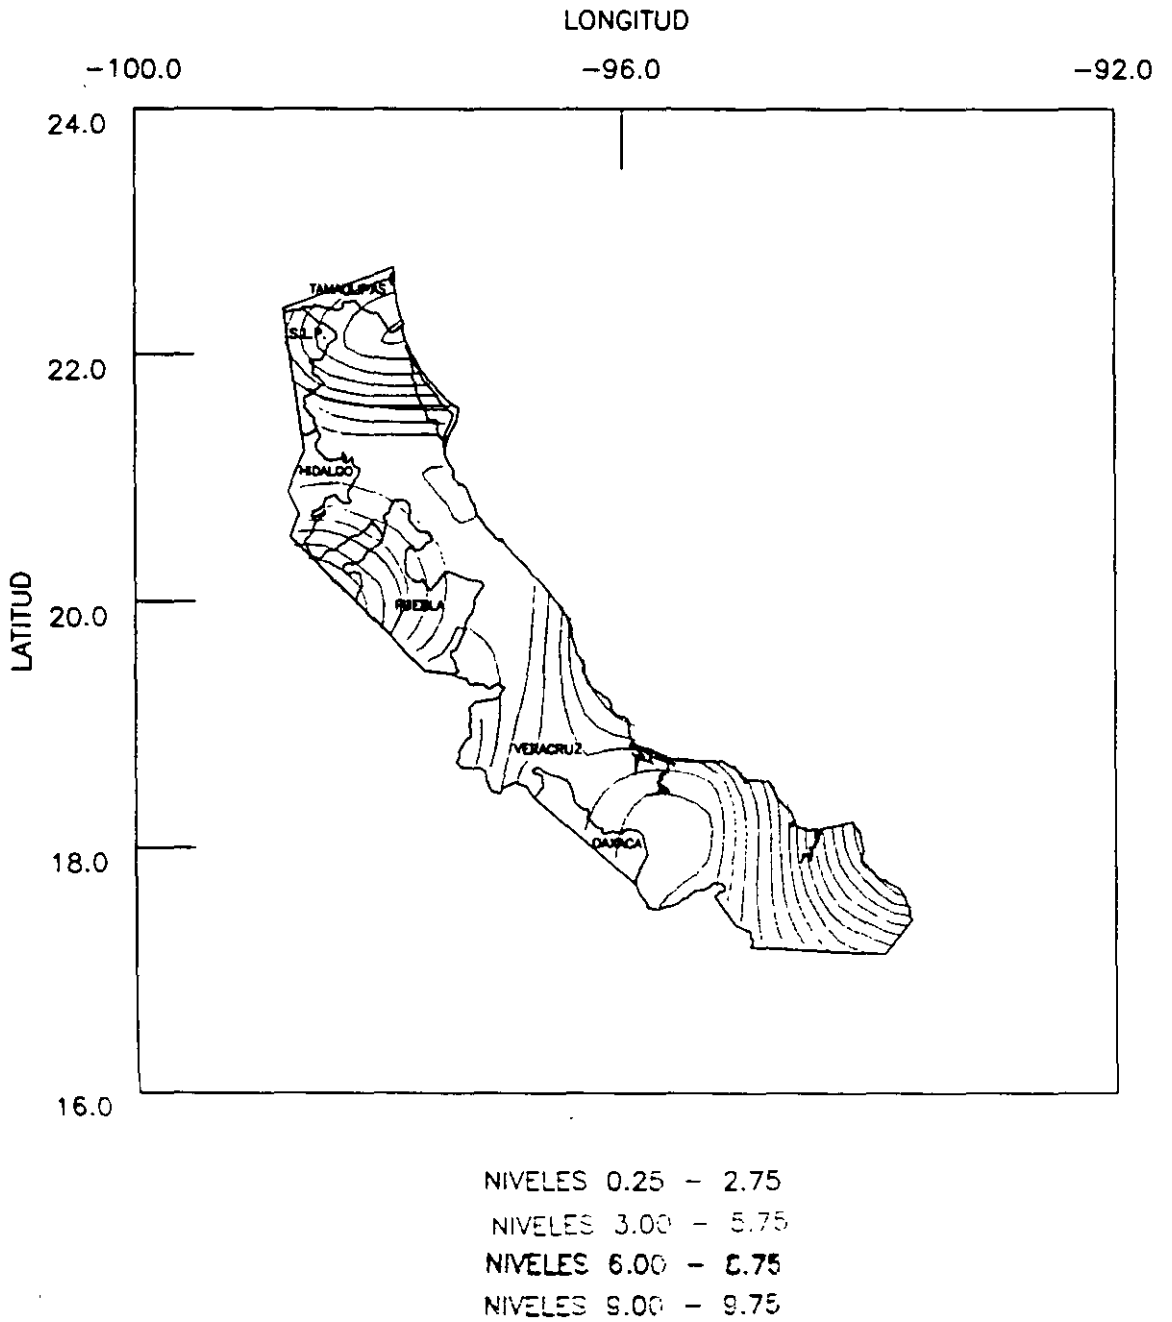 LONGITUD
-100.0 -96.0 -92.0
24.0
TAMAULIPAS
S.L.P.
22.0
HIDALGO
LATITUD
20.0
PUEBLA
VERACRUZ
OAXACA
18.0
16.0
NIVELES 0.25 - 2.75
NIVELES 3.00 - 5.75
NIVELES 6.00 - 8.75
NIVELES 9.00 - 9.75